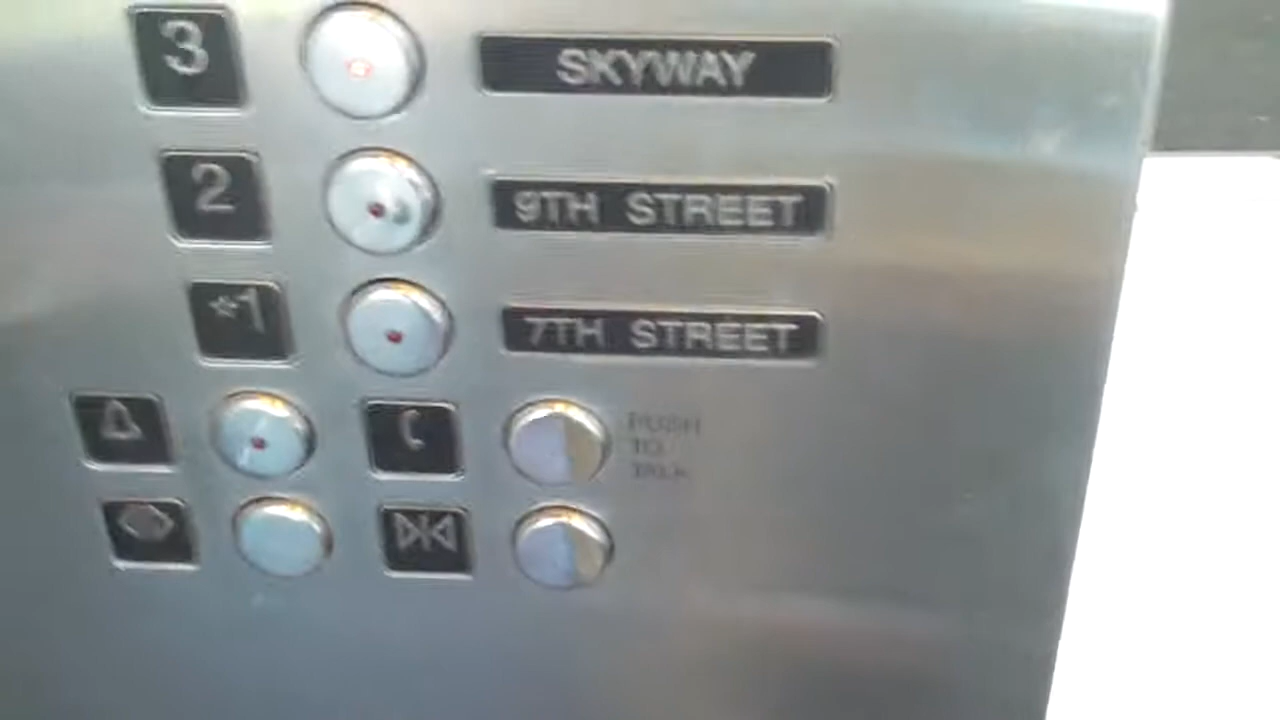 3 SKYWAY
2 9TH STREET
*1 7TH STREET
PUSH
TO
TALK